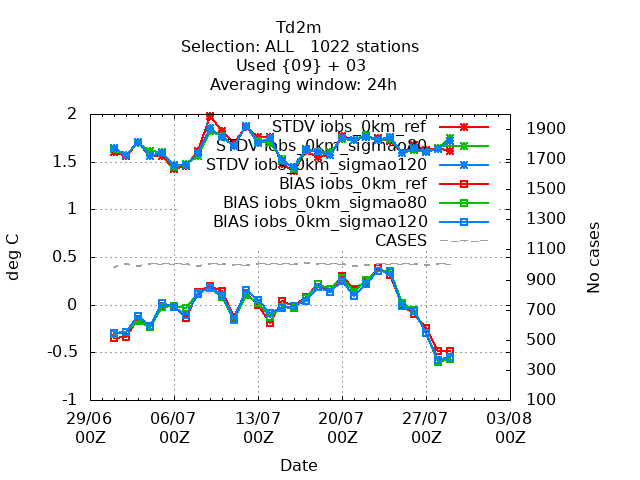 Td2m
Selection: ALL   1022 stations
Used {09} + 03
Averaging window: 24h
STDV iobs_0km_ref
STDV iobs_0km_sigmao80
STDV iobs_0km_sigmao120
BIAS iobs_0km_ref
BIAS iobs_0km_sigmao80
BIAS iobs_0km_sigmao120
CASES
deg C
2
1.5
1
0.5
0
-0.5
-1
No cases
1900
1700
1500
1300
1100
900
700
500
300
100
29/06 06/07 13/07 20/07 27/07 03/08
00Z 00Z 00Z 00Z 00Z 00Z
Date